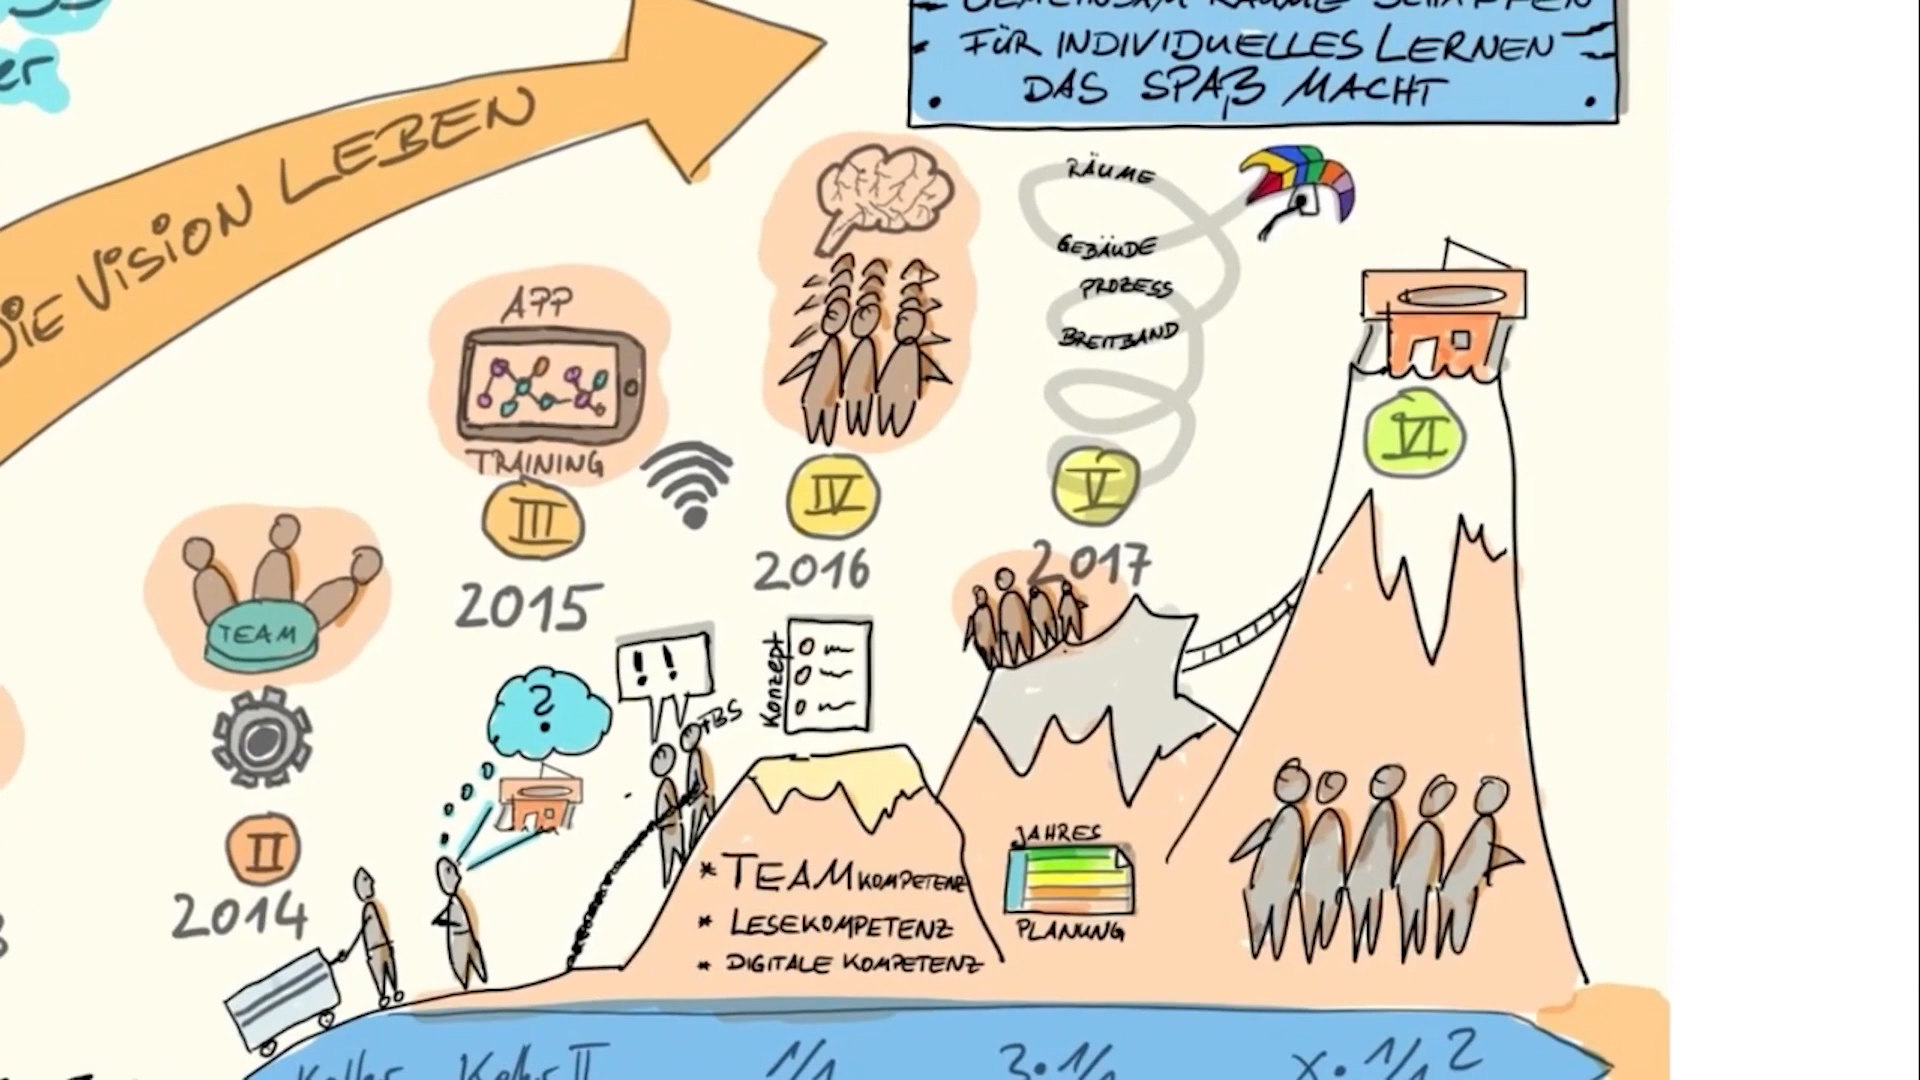 FÜR INDIVIDUELLES LERNEN
DAS SPAß MACHT
DIE VISION LEBEN
RÄUME
GEBÄUDE
PROZESS
BREITBAND
APP
TRAINING
VI
III
IV
V
2015
2016
2017
TEAM
?
!!
+BS
Konzept
II
2014
* TEAMKOMPETENZ
* LESEKOMPETENZ
* DIGITALE KOMPETENZ
JAHRES
PLANUNG